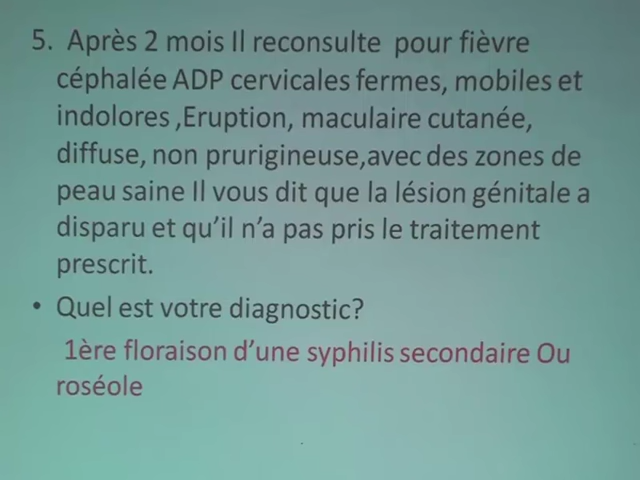 5. Après 2 mois Il reconsulte pour fièvre
céphalée ADP cervicales fermes, mobiles et
indolores ,Eruption, maculaire cutanée,
diffuse, non prurigineuse,avec des zones de
peau saine Il vous dit que la lésion génitale a
disparu et qu'il n'a pas pris le traitement
prescrit.
• Quel est votre diagnostic?
1ère floraison d'une syphilis secondaire Ou
roséole